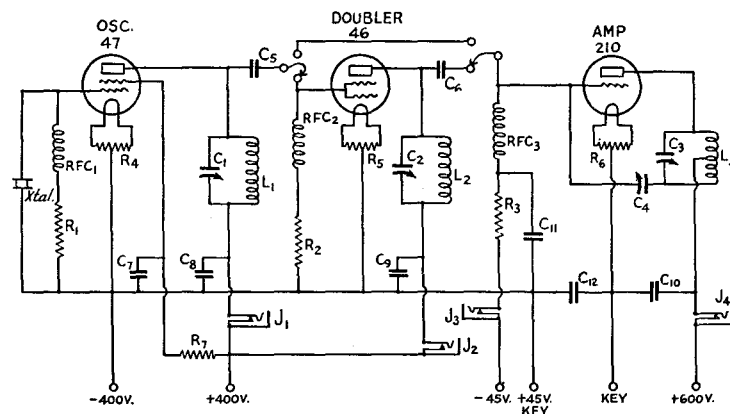 OSC.
47
DOUBLER
46
AMP
210
C5
C6
RFC1
R4
C1
L1
RFC2
R5
C2
L2
RFC3
R6
C3
C4
Xtal.
R1
C7
C8
R2
C9
R3
C11
C12
C10
J1
J2
J3
J4
R7
-400V.
+400V.
-45V.
+45V.
KEY
KEY
+600V.